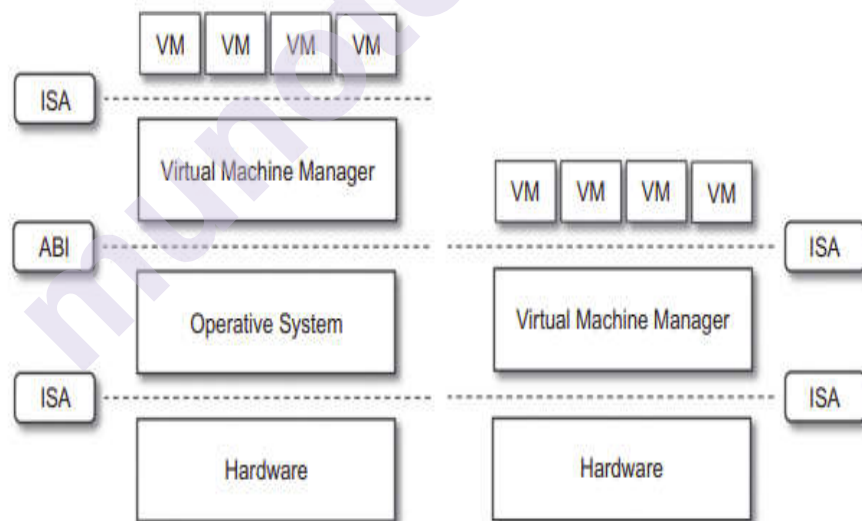 VM VM VM VM
ISA
Virtual Machine Manager
ABI
Operative System
ISA
Hardware
VM VM VM VM
ISA
Virtual Machine Manager
ISA
Hardware